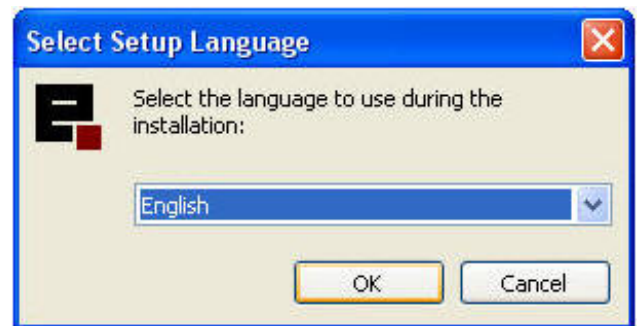 Select Setup Language
Select the language to use during the
installation:
English
OK
Cancel